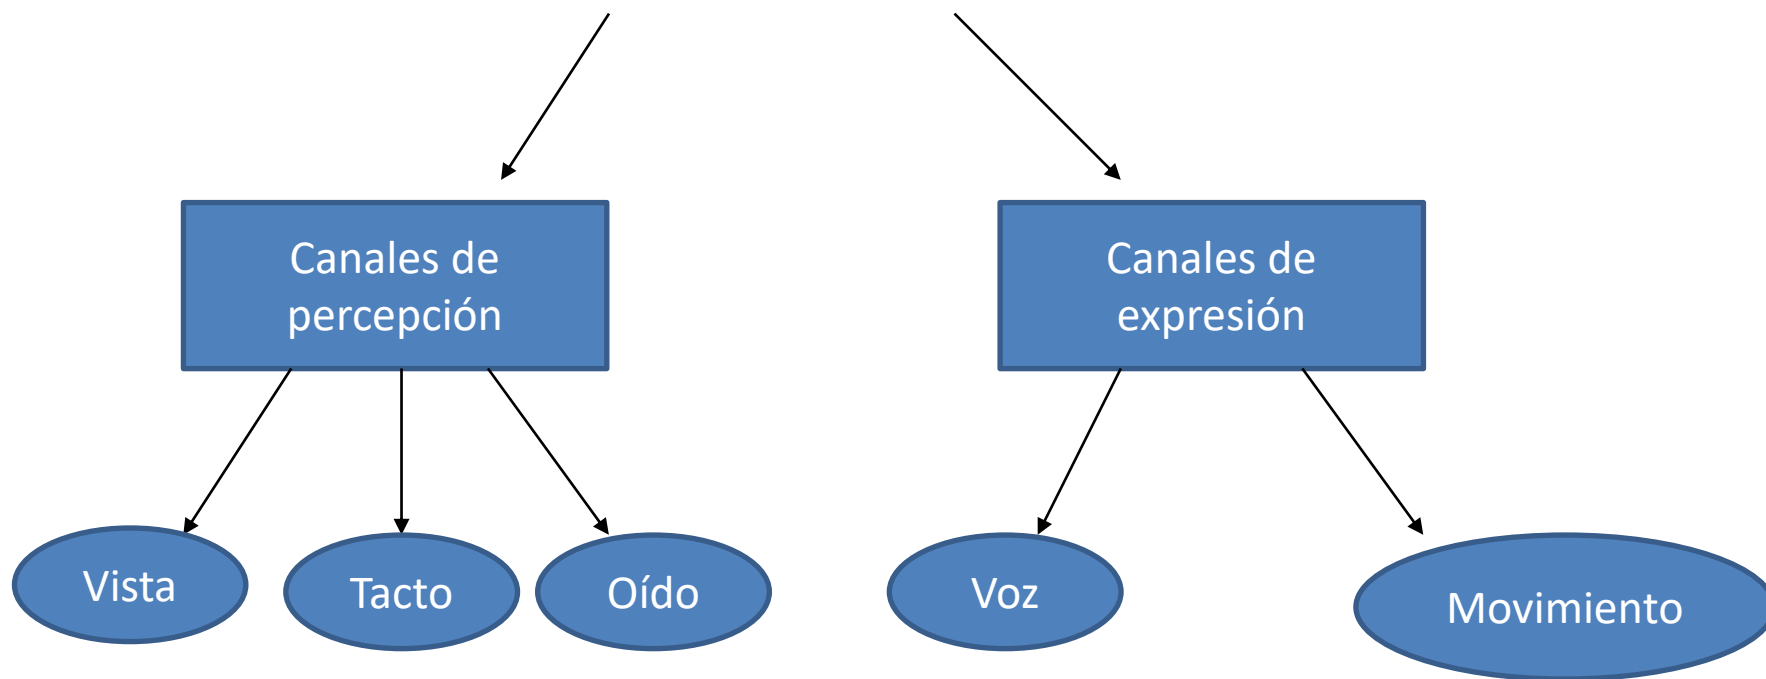 Canales de
percepción
Canales de
expresión
Vista
Tacto
Oído
Voz
Movimiento